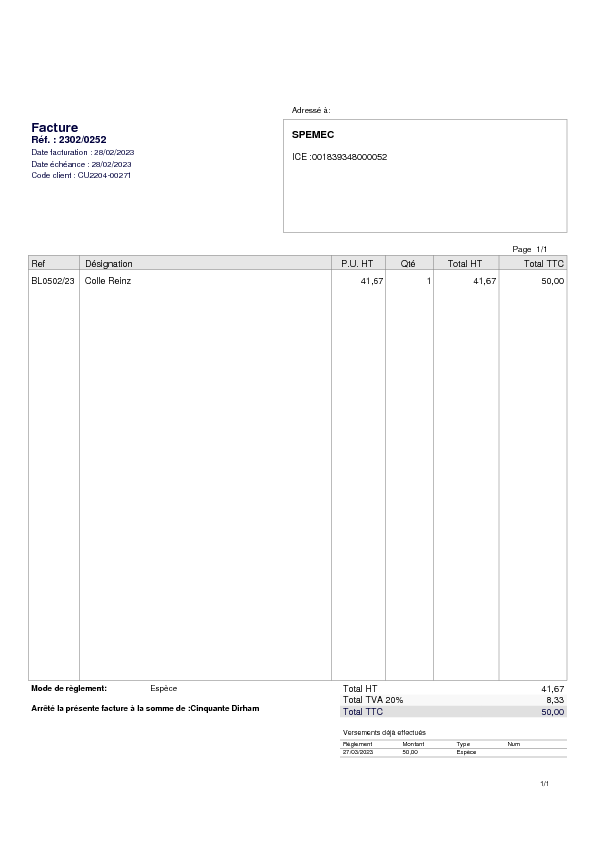 Adressé à:
Facture
Réf. : 2302/0252
Date facturation : 28/02/2023
Date échéance : 28/02/2023
Code client : CU2204-00271
SPEMEC
ICE :001839348000052
Page 1/1
Ref Désignation P.U. HT Qté Total HT Total TTC
BL0502/23 Colle Reinz 41,67 1 41,67 50,00
Mode de règlement: Espèce
Arrêté la présente facture à la somme de :Cinquante Dirham
Total HT 41,67
Total TVA 20% 8,33
Total TTC 50,00
Versements déjà effectués
Règlement Montant Type Num
27/03/2023 50,00 Espèce
1/1